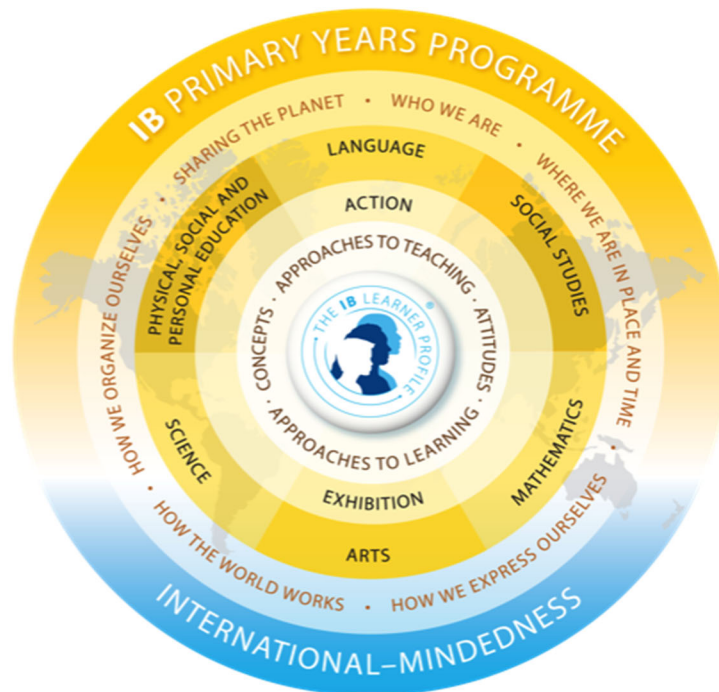 IB PRIMARY YEARS PROGRAMME
SHARING THE PLANET • WHO WE ARE • WHERE WE ARE IN PLACE AND TIME • HOW WE EXPRESS OURSELVES • HOW THE WORLD WORKS • HOW WE ORGANIZE OURSELVES •
LANGUAGE
SOCIAL STUDIES
MATHEMATICS
ARTS
SCIENCE
PHYSICAL, SOCIAL AND
PERSONAL EDUCATION
ACTION
EXHIBITION
APPROACHES TO TEACHING · ATTITUDES · APPROACHES TO LEARNING · CONCEPTS ·
THE IB LEARNER PROFILE ®
INTERNATIONAL–MINDEDNESS